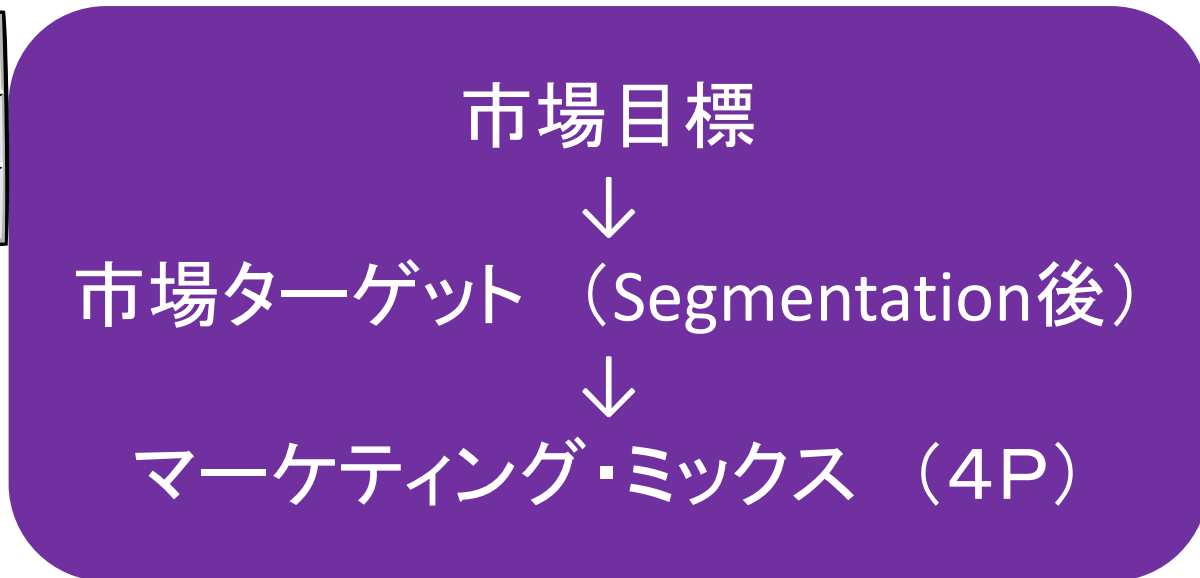 市場目標
↓
市場ターゲット （Segmentation後）
↓
マーケティング・ミックス （４Ｐ）